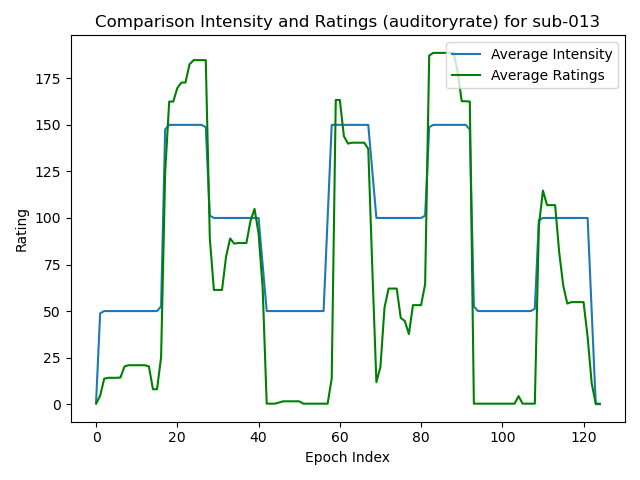 Comparison Intensity and Ratings (auditoryrate) for sub-013
Average Intensity
Average Ratings
175
150
125
100
75
50
25
0
Rating
0 20 40 60 80 100 120
Epoch Index